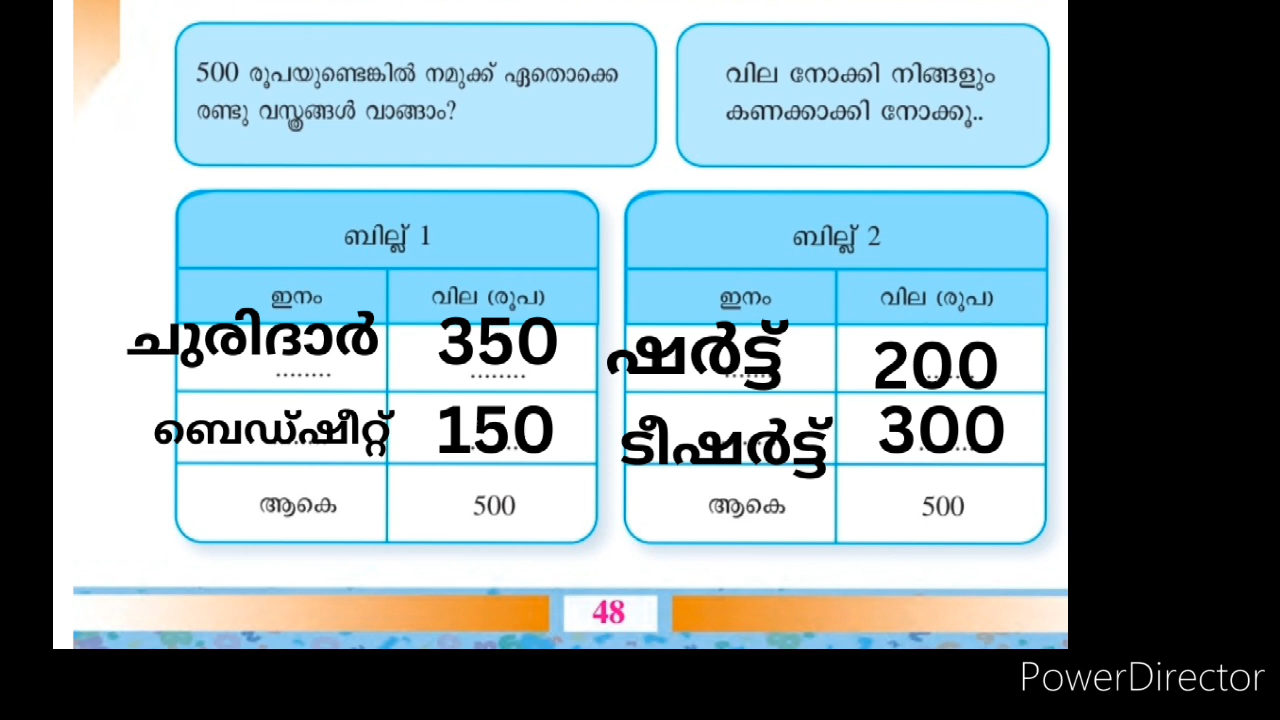 500 രൂപയുണ്ടെങ്കിൽ നമുക്ക് ഏതൊക്കെ
രണ്ടു വസ്ത്രങ്ങൾ വാങ്ങാം?
വില നോക്കി നിങ്ങളും
കണക്കാക്കി നോക്കൂ..
ബില്ല് 1
ഇനം വില (രൂപ)
ചുരിദാർ 350
ബെഡ്ഷീറ്റ് 150
ആകെ 500
ബില്ല് 2
ഇനം വില (രൂപ)
ഷർട്ട് 200
ടീഷർട്ട് 300
ആകെ 500
48
PowerDirector